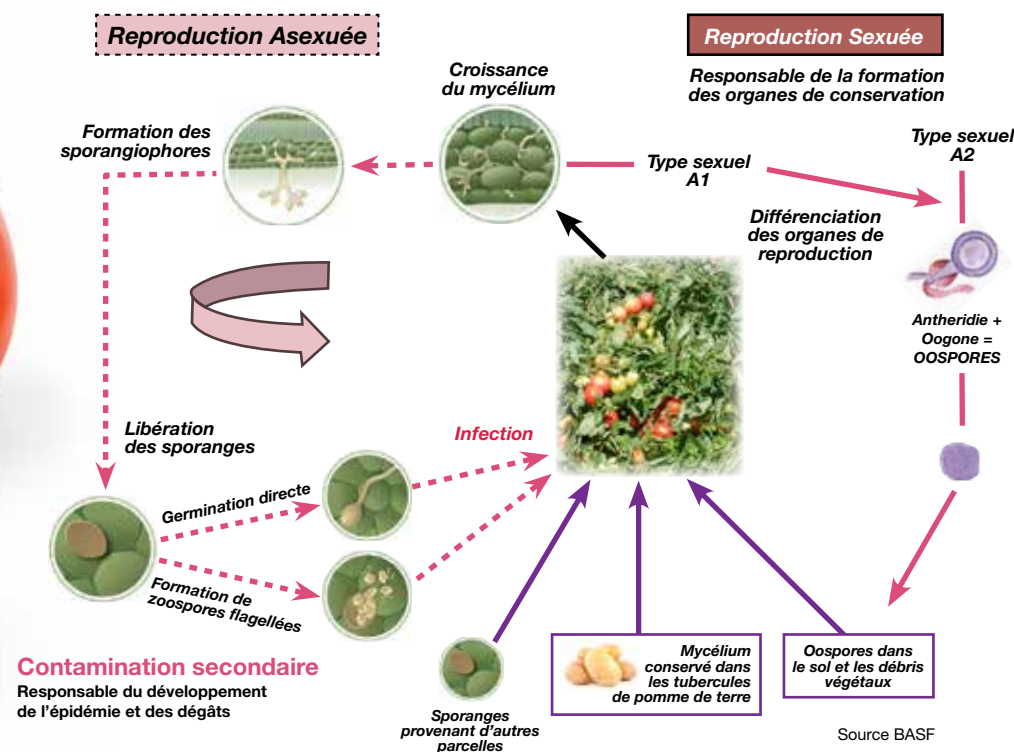 Reproduction Asexuée
Reproduction Sexuée
Responsable de la formation
des organes de conservation
Croissance
du mycélium
Formation des
sporangiophores
Type sexuel
A1
Type sexuel
A2
Différenciation
des organes de
reproduction
Antheridie +
Oogone =
OOSPORES
Libération
des sporanges
Infection
Germination directe
Formation de
zoospores flagellées
Contamination secondaire
Responsable du développement
de l'épidémie et des dégâts
Sporanges
provenant d'autres
parcelles
Mycélium
conservé dans
les tubercules
de pomme de terre
Oospores dans
le sol et les débris
végétaux
Source BASF